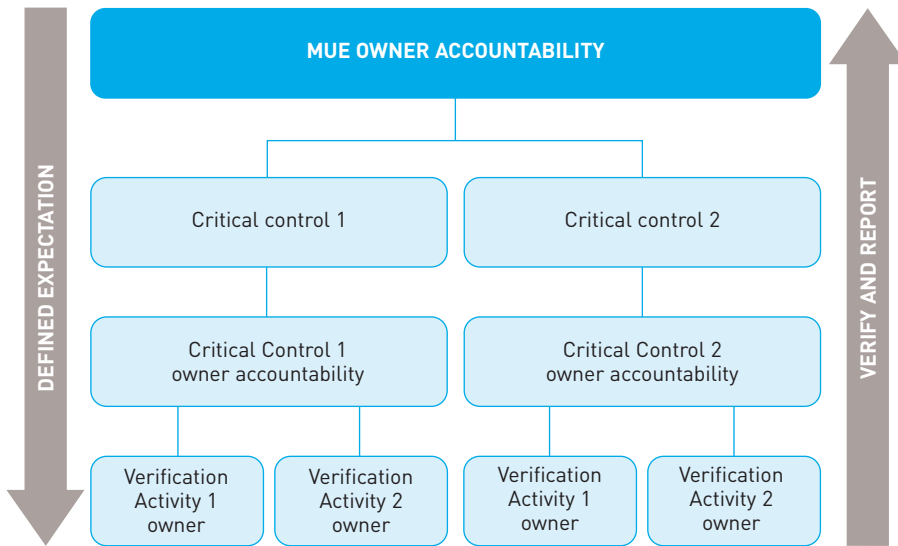 MUE OWNER ACCOUNTABILITY
DEFINED EXPECTATION
VERIFY AND REPORT
Critical control 1
Critical control 2
Critical Control 1
owner accountability
Critical Control 2
owner accountability
Verification
Activity 1
owner
Verification
Activity 2
owner
Verification
Activity 1
owner
Verification
Activity 2
owner